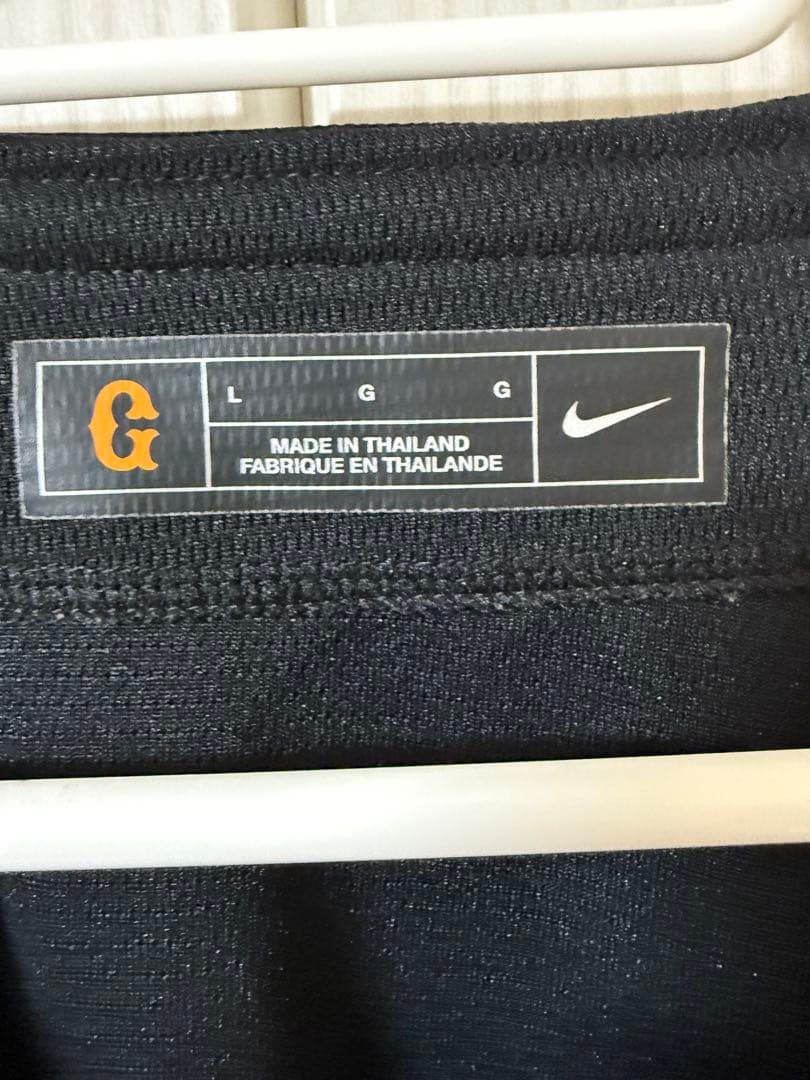 G
L G G
MADE IN THAILAND
FABRIQUE EN THAILANDE